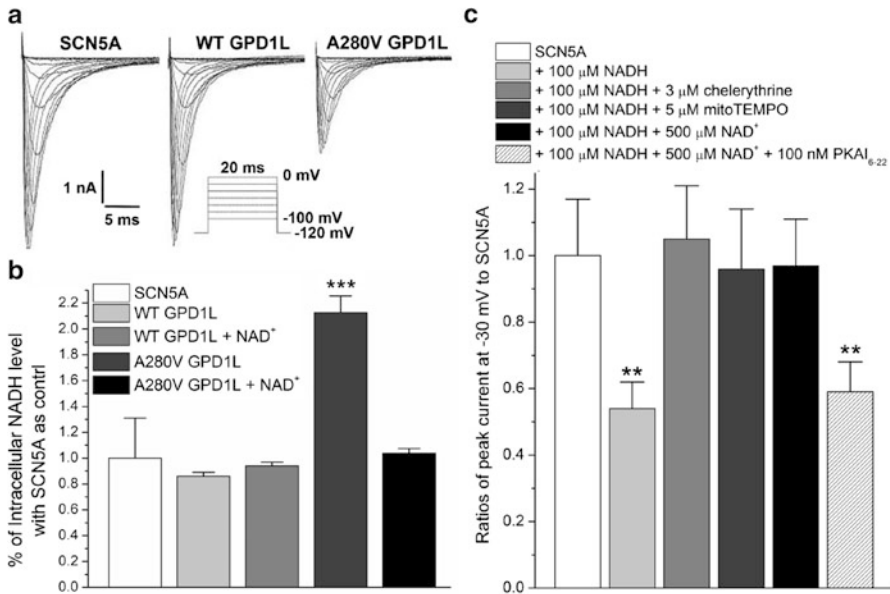 a
SCN5A
WT GPD1L
A280V GPD1L
1 nA
5 ms
20 ms
0 mV
-100 mV
-120 mV
b
% of Intracellular NADH level
with SCN5A as contrl
2.2
2.0
1.8
1.6
1.4
1.2
1.0
0.8
0.6
0.4
0.2
0.0
SCN5A
WT GPD1L
WT GPD1L + NAD⁺
A280V GPD1L
A280V GPD1L + NAD⁺
***
c
SCN5A
+ 100 μM NADH
+ 100 μM NADH + 3 μM chelerythrine
+ 100 μM NADH + 5 μM mitoTEMPO
+ 100 μM NADH + 500 μM NAD⁺
+ 100 μM NADH + 500 μM NAD⁺ + 100 nM PKAI₆₋₂₂
Ratios of peak current at -30 mV to SCN5A
1.2
1.0
0.8
0.6
0.4
0.2
0.0
**
**